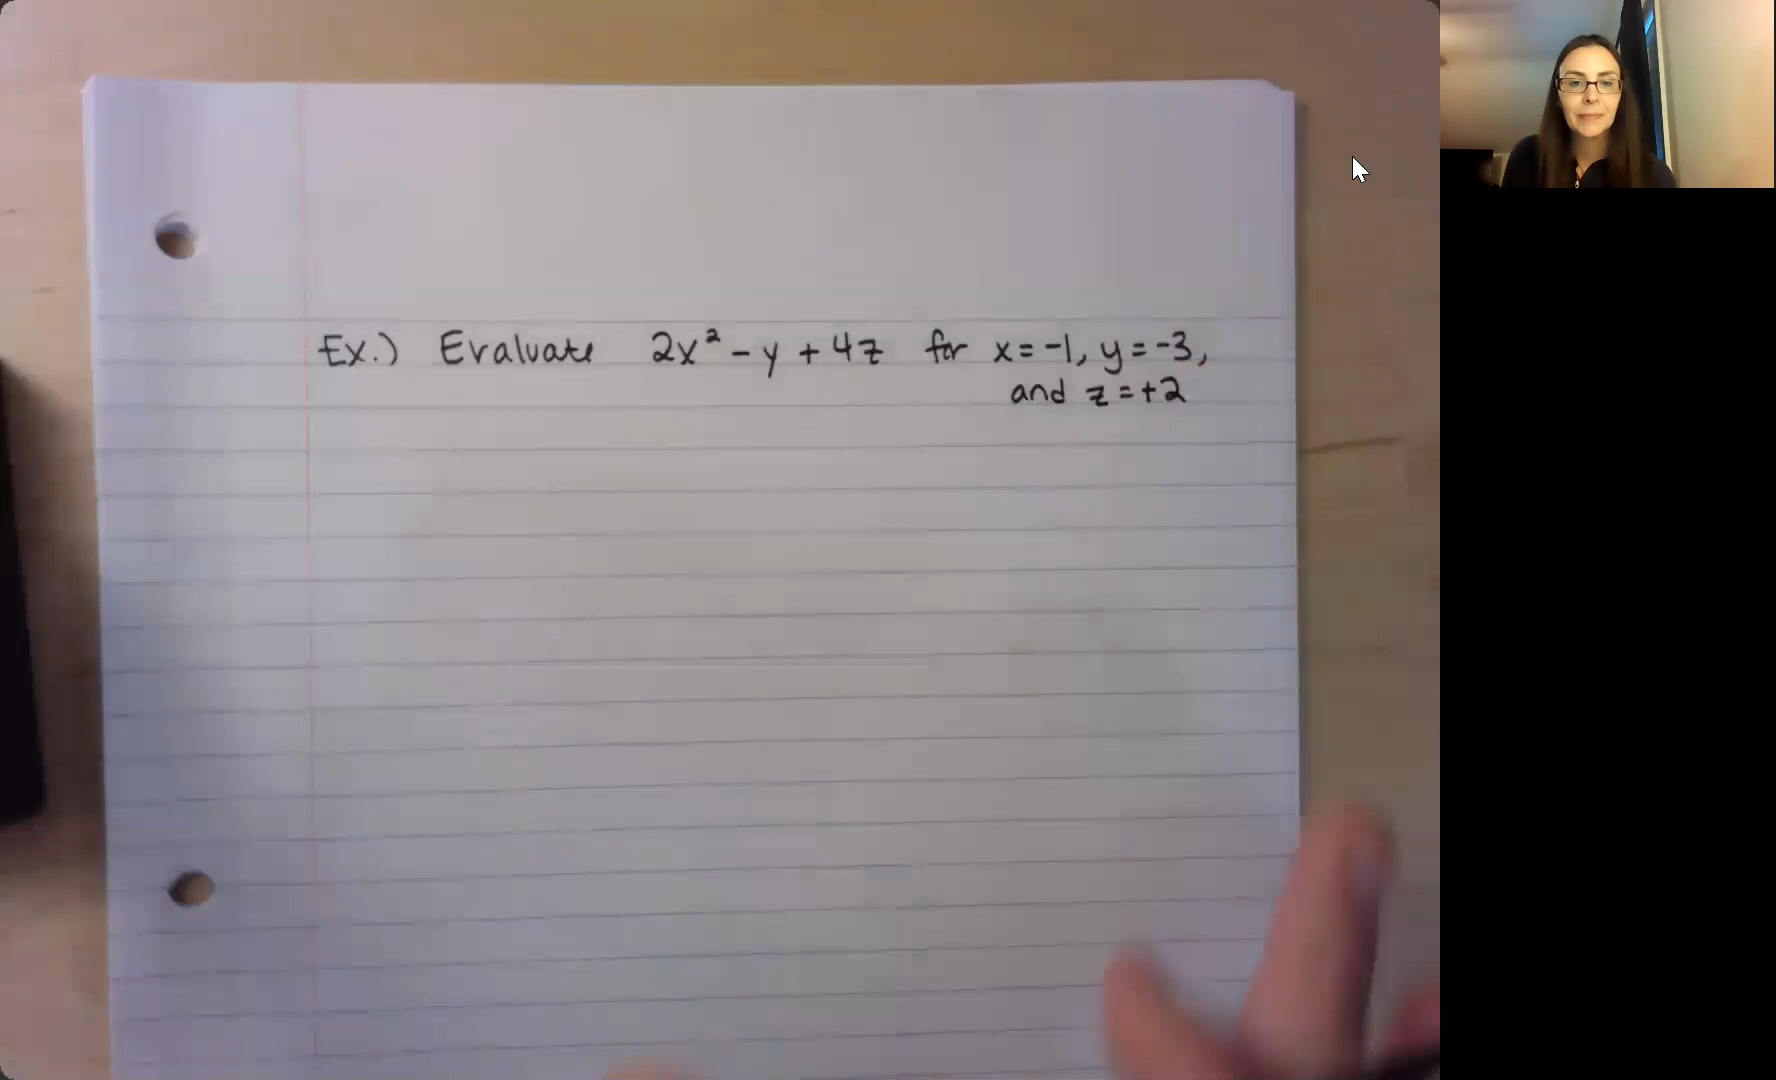 Ex.) Evaluate 2x² - y + 4z for x = -1, y = -3,
and z = +2